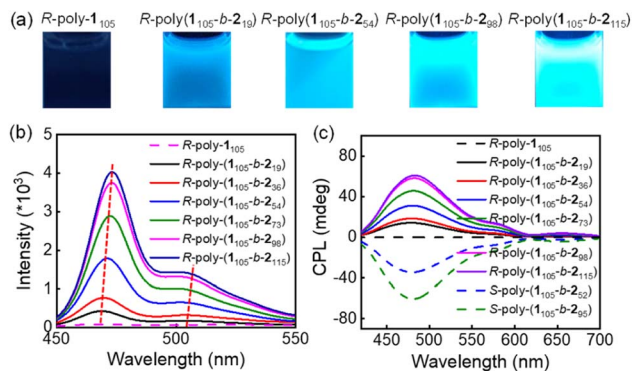 (a) R-poly-1₁₀₅ R-poly(1₁₀₅-b-2₁₉) R-poly(1₁₀₅-b-2₅₄) R-poly(1₁₀₅-b-2₉₈) R-poly(1₁₀₅-b-2₁₁₅)
(b)
Intensity (*10³)
5
4
3
2
1
0
450 500 550
Wavelength (nm)
R-poly-1₁₀₅
R-poly-(1₁₀₅-b-2₁₉)
R-poly-(1₁₀₅-b-2₃₆)
R-poly-(1₁₀₅-b-2₅₄)
R-poly-(1₁₀₅-b-2₇₃)
R-poly-(1₁₀₅-b-2₉₈)
R-poly-(1₁₀₅-b-2₁₁₅)
(c)
CPL (mdeg)
80
40
0
-40
-80
450 500 550 600 650 700
Wavelength (nm)
R-poly-1₁₀₅
R-poly-(1₁₀₅-b-2₁₉)
R-poly-(1₁₀₅-b-2₃₆)
R-poly-(1₁₀₅-b-2₅₄)
R-poly-(1₁₀₅-b-2₇₃)
R-poly-(1₁₀₅-b-2₉₈)
R-poly-(1₁₀₅-b-2₁₁₅)
S-poly-(1₁₀₅-b-2₅₂)
S-poly-(1₁₀₅-b-2₉₅)